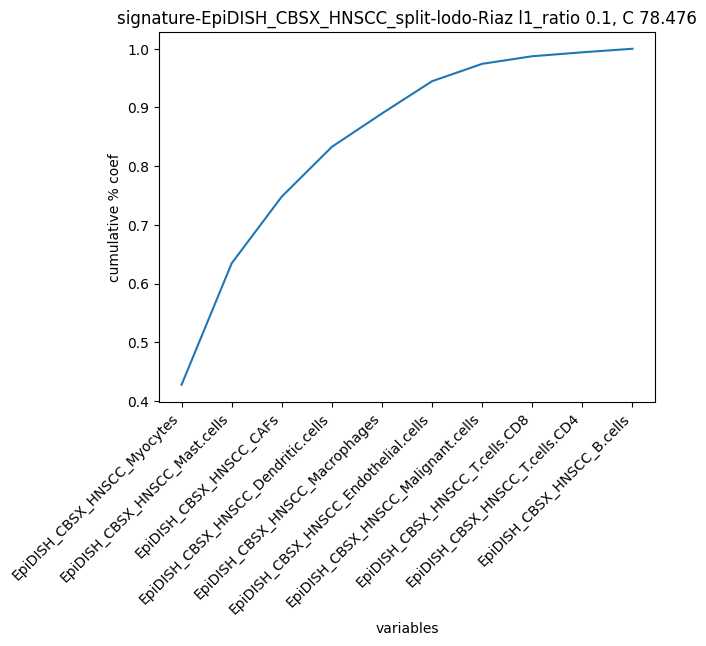 signature-EpiDISH_CBSX_HNSCC_split-lodo-Riaz l1_ratio 0.1, C 78.476
1.0
0.9
0.8
0.7
0.6
0.5
0.4
cumulative % coef
EpiDISH_CBSX_HNSCC_Myocytes
EpiDISH_CBSX_HNSCC_Mast.cells
EpiDISH_CBSX_HNSCC_CAFs
EpiDISH_CBSX_HNSCC_Dendritic.cells
EpiDISH_CBSX_HNSCC_Macrophages
EpiDISH_CBSX_HNSCC_Endothelial.cells
EpiDISH_CBSX_HNSCC_Malignant.cells
EpiDISH_CBSX_HNSCC_T.cells.CD8
EpiDISH_CBSX_HNSCC_T.cells.CD4
EpiDISH_CBSX_HNSCC_B.cells
variables